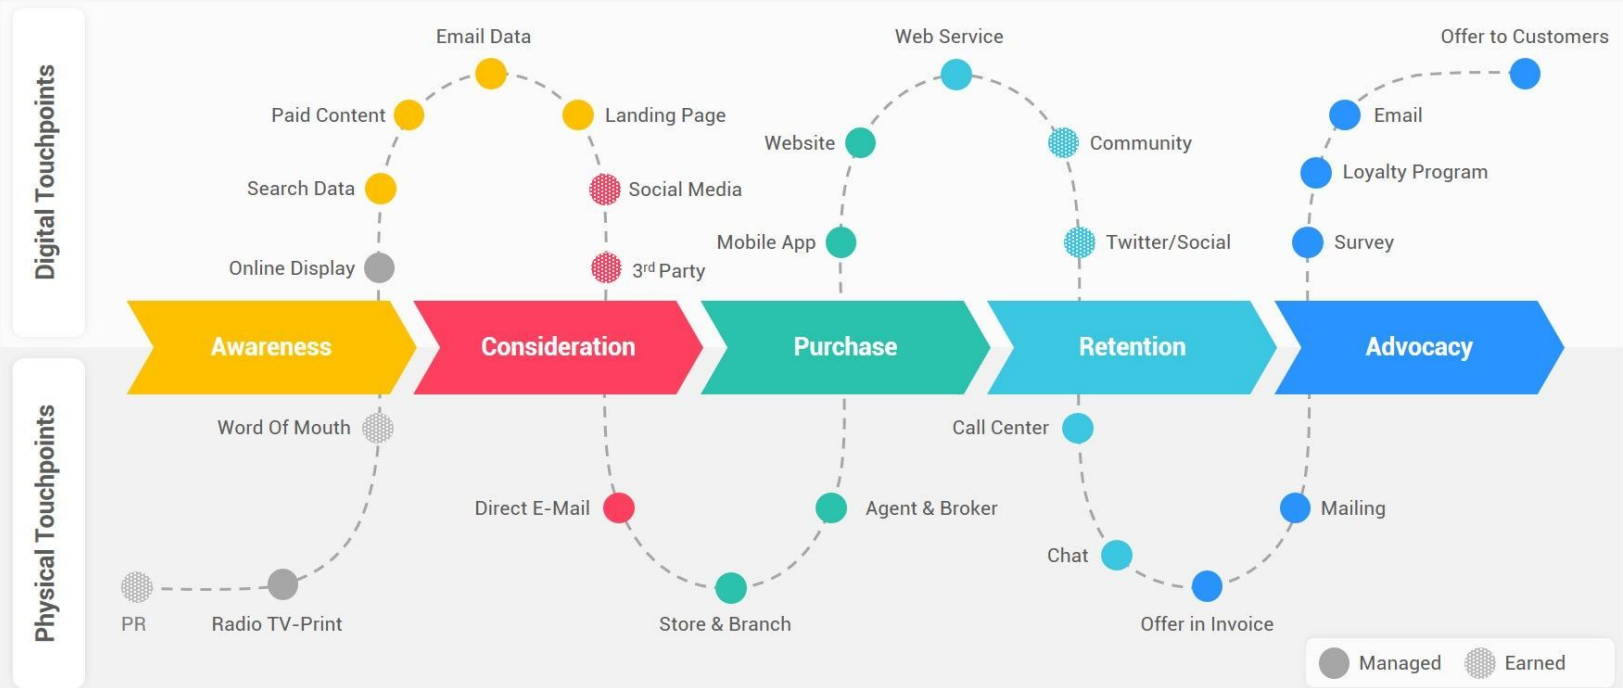 Digital Touchpoints
Email Data
Paid Content
Landing Page
Search Data
Social Media
Online Display
3rd Party
Web Service
Website
Community
Mobile App
Twitter/Social
Offer to Customers
Email
Loyalty Program
Survey
Awareness
Consideration
Purchase
Retention
Advocacy
Physical Touchpoints
Word Of Mouth
PR
Radio TV-Print
Direct E-Mail
Store & Branch
Agent & Broker
Call Center
Chat
Offer in Invoice
Mailing
Managed
Earned